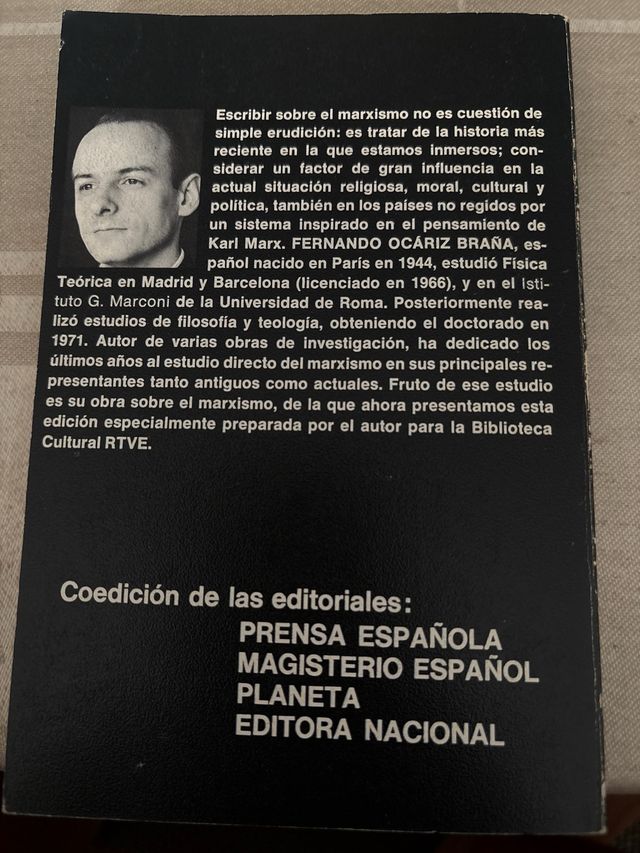 Escribir sobre el marxismo no es cuestión de
simple erudición: es tratar de la historia más
reciente en la que estamos inmersos; con-
siderar un factor de gran influencia en la
actual situación religiosa, moral, cultural y
política, también en los países no regidos por
un sistema inspirado en el pensamiento de
Karl Marx. FERNANDO OCÁRIZ BRAÑA, es-
pañol nacido en París en 1944, estudió Física
Teórica en Madrid y Barcelona (licenciado en 1966), y en el Isti-
tuto G. Marconi de la Universidad de Roma. Posteriormente rea-
lizó estudios de filosofía y teología, obteniendo el doctorado en
1971. Autor de varias obras de investigación, ha dedicado los
últimos años al estudio directo del marxismo en sus principales re-
presentantes tanto antiguos como actuales. Fruto de ese estudio
es su obra sobre el marxismo, de la que ahora presentamos esta
edición especialmente preparada por el autor para la Biblioteca
Cultural RTVE.
Coedición de las editoriales:
PRENSA ESPAÑOLA
MAGISTERIO ESPAÑOL
PLANETA
EDITORA NACIONAL